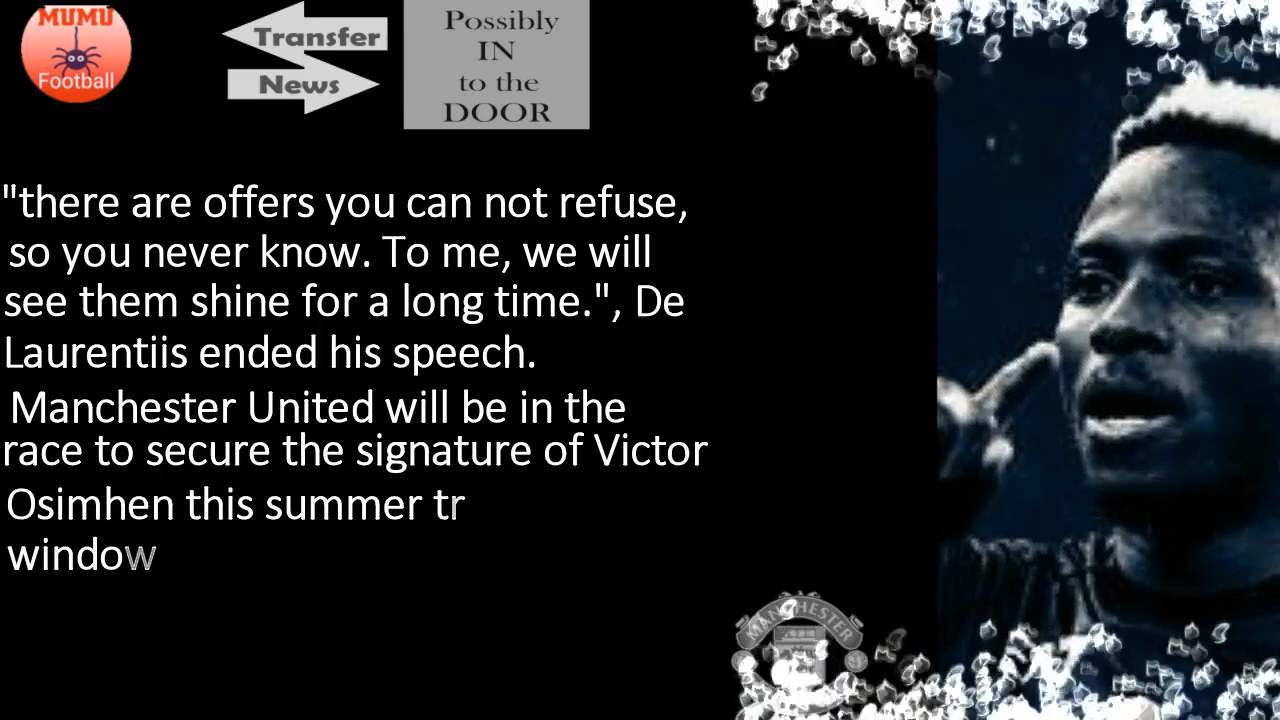 MUMU
Football
Transfer
News
Possibly
IN
to the
DOOR
"there are offers you can not refuse,
so you never know. To me, we will
see them shine for a long time.", De
Laurentiis ended his speech.
Manchester United will be in the
race to secure the signature of Victor
Osimhen this summer tr
window
MANCHESTER